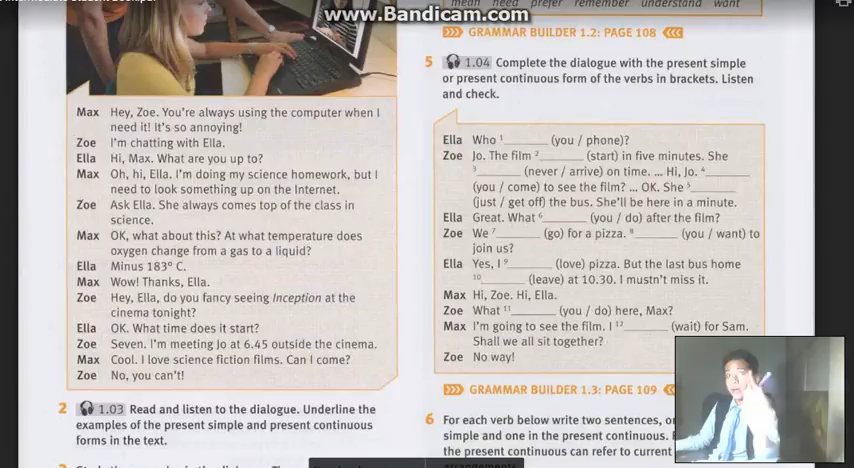 www.Bandicam.com
Max Hey, Zoe. You're always using the computer when I
need it! It's so annoying!
Zoe I'm chatting with Ella.
Ella Hi, Max. What are you up to?
Max Oh, hi, Ella. I'm doing my science homework, but I
need to look something up on the Internet.
Zoe Ask Ella. She always comes top of the class in
science.
Max OK, what about this? At what temperature does
oxygen change from a gas to a liquid?
Ella Minus 183° C.
Max Wow! Thanks, Ella.
Zoe Hey, Ella, do you fancy seeing Inception at the
cinema tonight?
Ella OK. What time does it start?
Zoe Seven. I'm meeting Jo at 6.45 outside the cinema.
Max Cool. I love science fiction films. Can I come?
Zoe No, you can't!
2 1.03 Read and listen to the dialogue. Underline the
examples of the present simple and present continuous
forms in the text.
mean need prefer remember understand want
GRAMMAR BUILDER 1.2: PAGE 108
5 1.04 Complete the dialogue with the present simple
or present continuous form of the verbs in brackets. Listen
and check.
Ella Who 1______ (you / phone)?
Zoe Jo. The film 2______ (start) in five minutes. She
3______ (never / arrive) on time. ... Hi, Jo. 4______
(you / come) to see the film? ... OK. She 5______
(just / get off) the bus. She'll be here in a minute.
Ella Great. What 6______ (you / do) after the film?
Zoe We 7______ (go) for a pizza. 8______ (you / want) to
join us?
Ella Yes, I 9______ (love) pizza. But the last bus home
10______ (leave) at 10.30. I mustn't miss it.
Max Hi, Zoe. Hi, Ella.
Zoe What 11______ (you / do) here, Max?
Max I'm going to see the film. I 12______ (wait) for Sam.
Shall we all sit together?
Zoe No way!
GRAMMAR BUILDER 1.3: PAGE 109
6 For each verb below write two sentences, 
simple and one in the present continuous.
the present continuous can refer to current